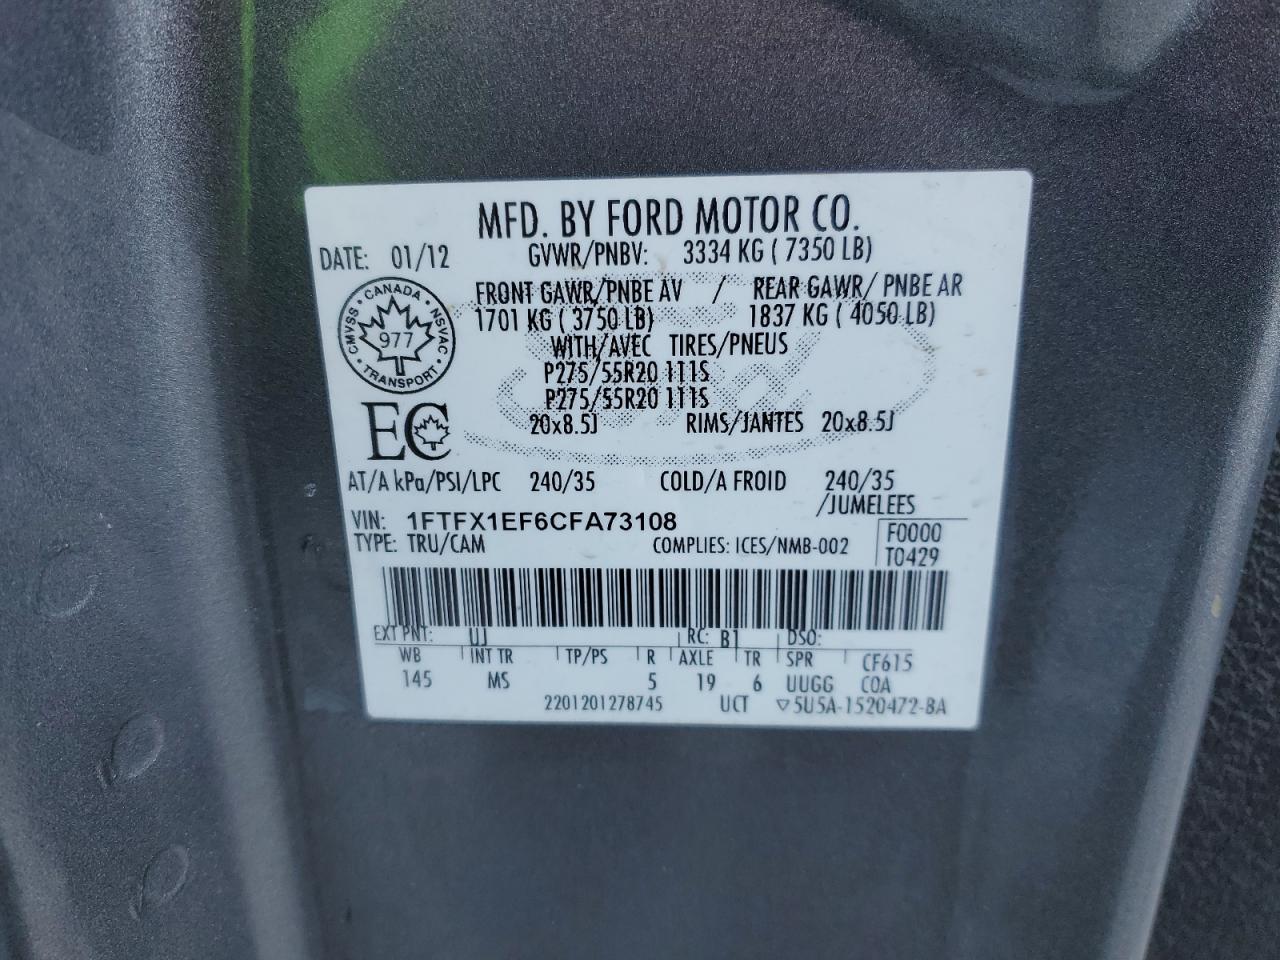 MFD. BY FORD MOTOR CO.
DATE: 01/12 GVWR/PNBV: 3334 KG ( 7350 LB)
FRONT GAWR/PNBE AV / REAR GAWR/ PNBE AR
1701 KG ( 3750 LB) 1837 KG ( 4050 LB)
WITH/AVEC TIRES/PNEUS
P275/55R20 111S
P275/55R20 111S
20x8.5J RIMS/JANTES 20x8.5J
CANADA · NSVAC · TRANSPORT · CMVSS ·
977
EC
AT/A kPa/PSI/LPC 240/35 COLD/A FROID 240/35
/JUMELEES
VIN: 1FTFX1EF6CFA73108 F0000
TYPE: TRU/CAM COMPLIES: ICES/NMB-002 T0429
EXT PNT: UJ RC: B1 DSO:
WB INT TR TP/PS R AXLE TR SPR CF615
145 MS 5 19 6 UUGG COA
2201201278745 UCT ▽5U5A-1520472-BA